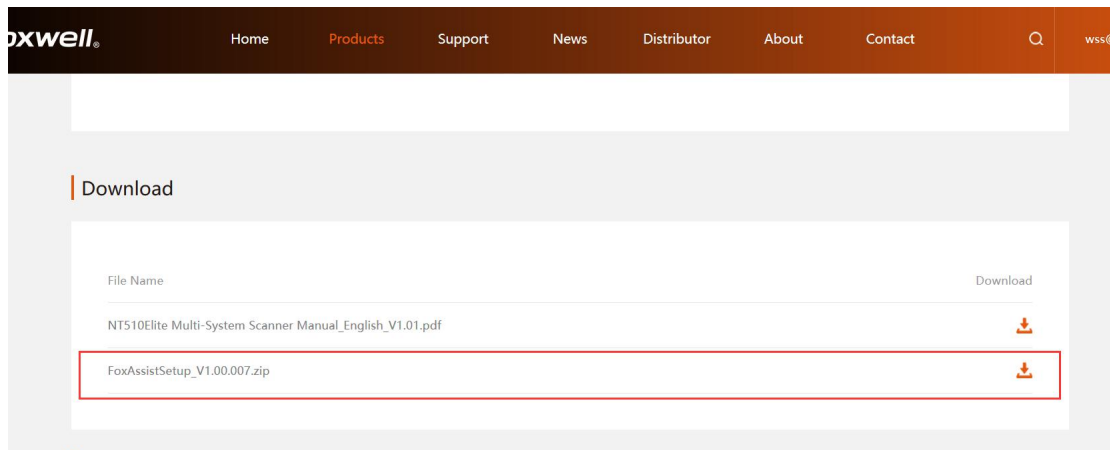 oxwell®
Home Products Support News Distributor About Contact wss@
Download
File Name Download
NT510Elite Multi-System Scanner Manual_English_V1.01.pdf
FoxAssistSetup_V1.00.007.zip